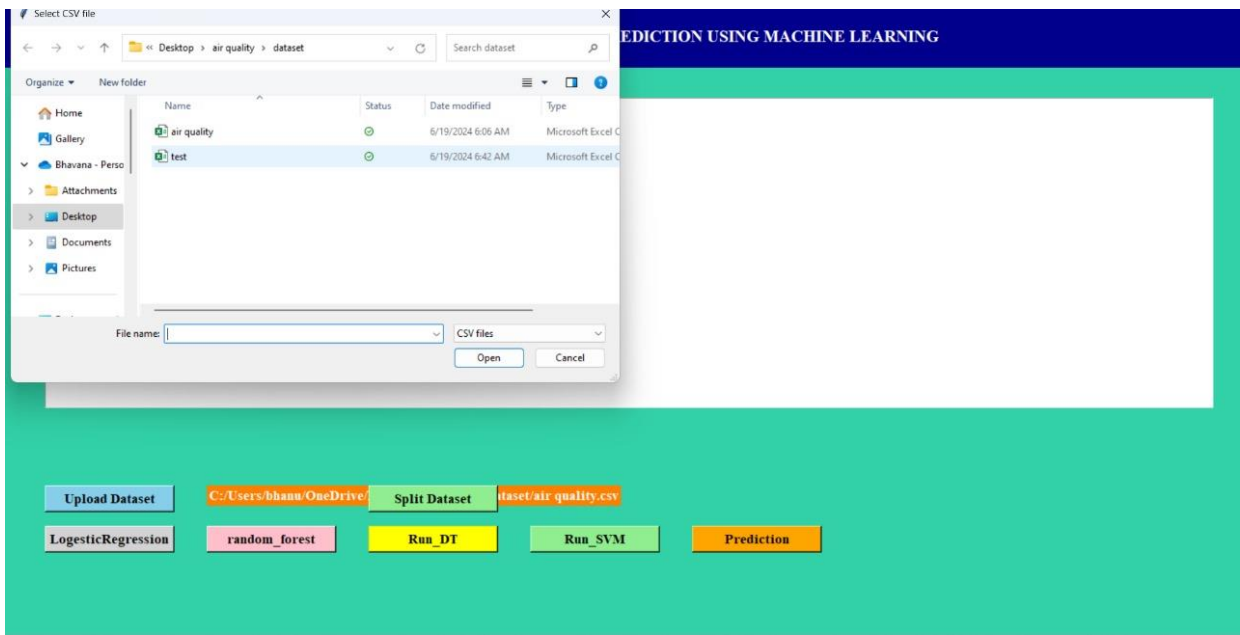 Select CSV file
EDICTION USING MACHINE LEARNING
« Desktop > air quality > dataset
Search dataset
Organize
New folder
Name Status Date modified Type
Home
Gallery
Bhavana - Perso
Attachments
Desktop
Documents
Pictures
air quality 6/19/2024 6:06 AM Microsoft Excel C
test 6/19/2024 6:42 AM Microsoft Excel C
File name:
CSV files
Open Cancel
Upload Dataset C:/Users/bhanu/OneDrive/ Split Dataset taset/air quality.csv
LogesticRegression random_forest Run_DT Run_SVM Prediction